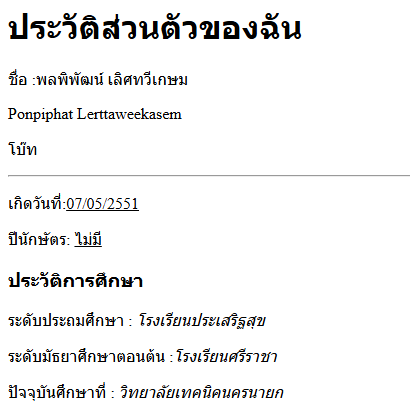 ประวัติส่วนตัวของฉัน
ชื่อ :พลพิพัฒน์ เลิศทวีเกษม
Ponpiphat Lerttaweekasem
โบ๊ท
เกิดวันที่:07/05/2551
ปีนักษัตร: ไม่มี
ประวัติการศึกษา
ระดับประถมศึกษา : โรงเรียนประเสริฐสุข
ระดับมัธยาศึกษาตอนต้น :โรงเรียนศรีราชา
ปัจจุบันศึกษาที่ : วิทยาลัยเทคนิคนครนายก